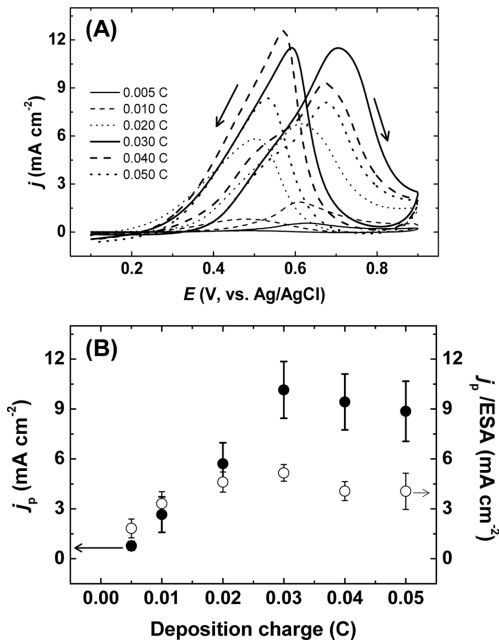 (A)
12
9
6
3
0
j (mA cm⁻²)
0.005 C
0.010 C
0.020 C
0.030 C
0.040 C
0.050 C
0.2 0.4 0.6 0.8
E (V, vs. Ag/AgCl)
(B)
12
9
6
3
0
jₚ (mA cm⁻²)
12
9
6
3
0
jₚ/ESA (mA cm⁻²)
0.00 0.01 0.02 0.03 0.04 0.05
Deposition charge (C)